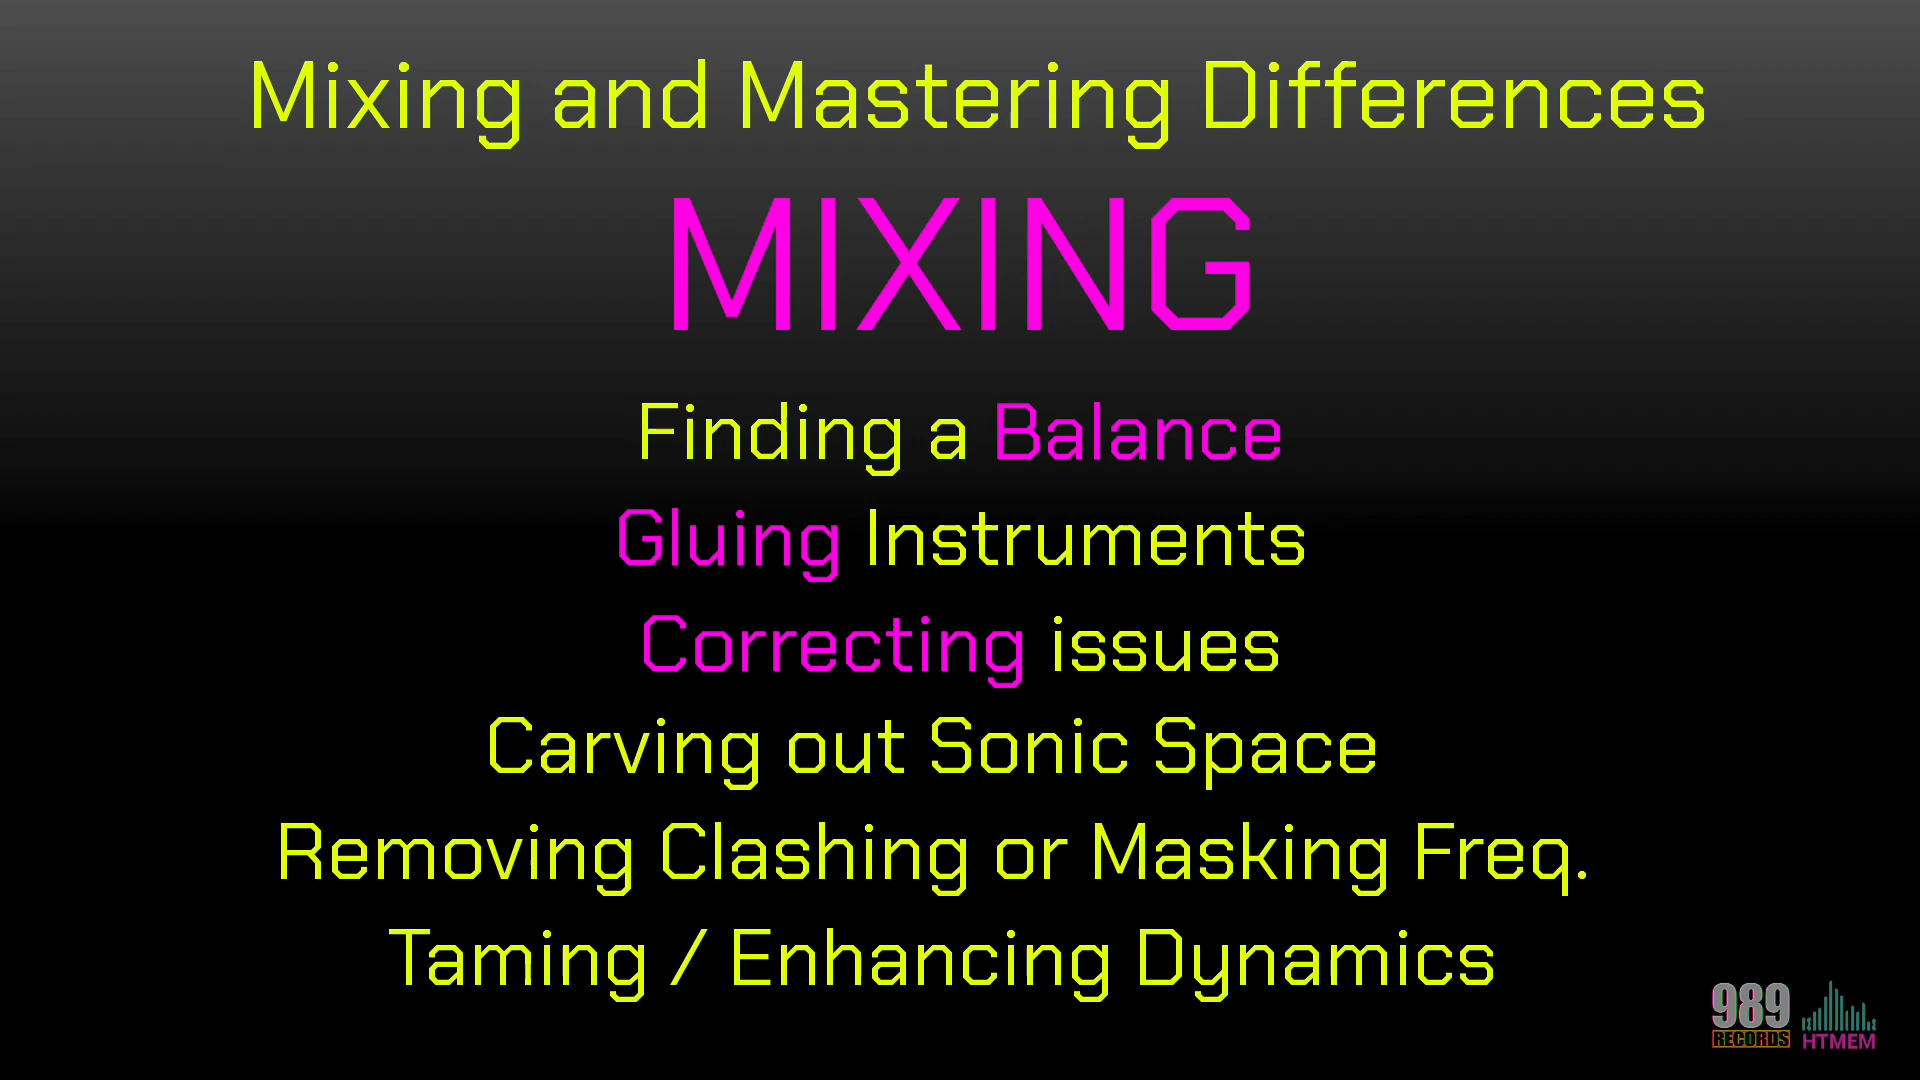 Mixing and Mastering Differences
MIXING
Finding a Balance
Gluing Instruments
Correcting issues
Carving out Sonic Space
Removing Clashing or Masking Freq.
Taming / Enhancing Dynamics
989
RECORDS
HTMEM